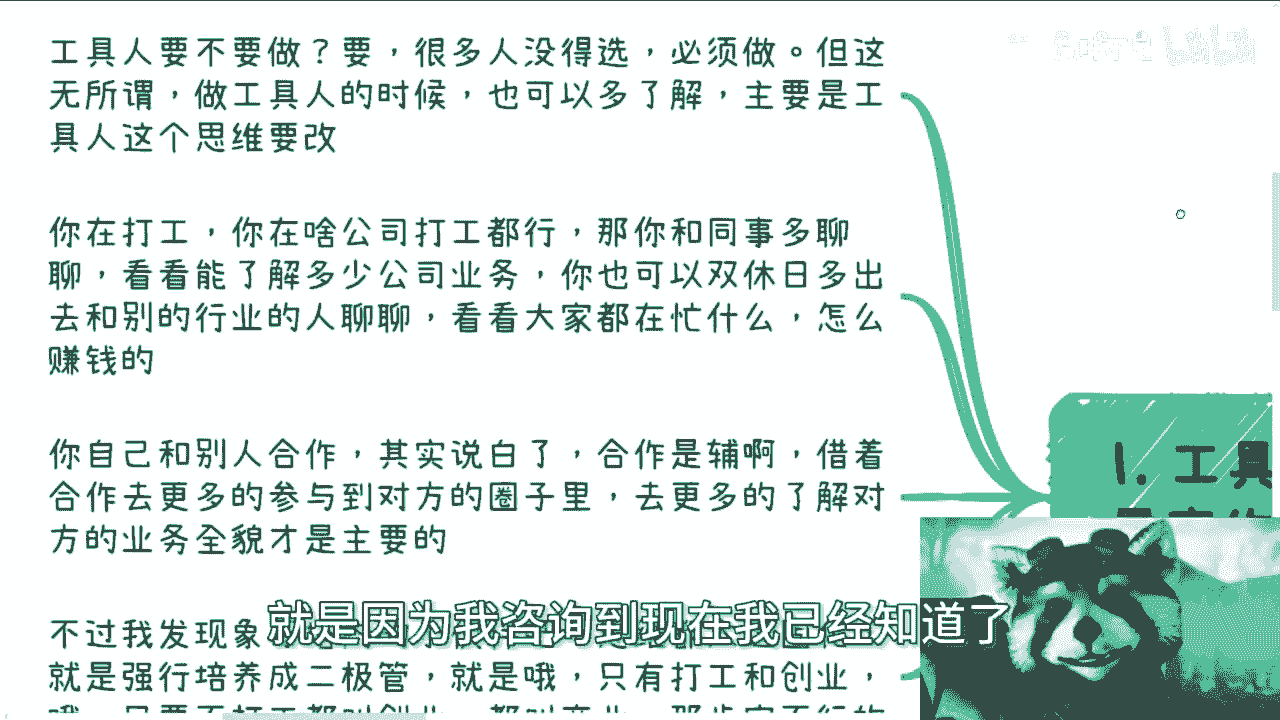 工具人要不要做？要，很多人没得选，必须做。但这
无所谓，做工具人的时候，也可以多了解，主要是工
具人这个思维要改
你在打工，你在啥公司打工都行，那你和同事多聊
聊，看看能了解多少公司业务，你也可以双休日多出
去和别的行业的人聊聊，看看大家都在忙什么，怎么
赚钱的
你自己和别人合作，其实说白了，合作是辅啊，借着
合作去更多的参与到对方的圈子里，去更多的了解对
方的业务全貌才是主要的
1. 工具
不过我发现象
就是因为我咨询到现在我已经知道了
就是强行培养成二极管，就是哦，只有打工和创业，